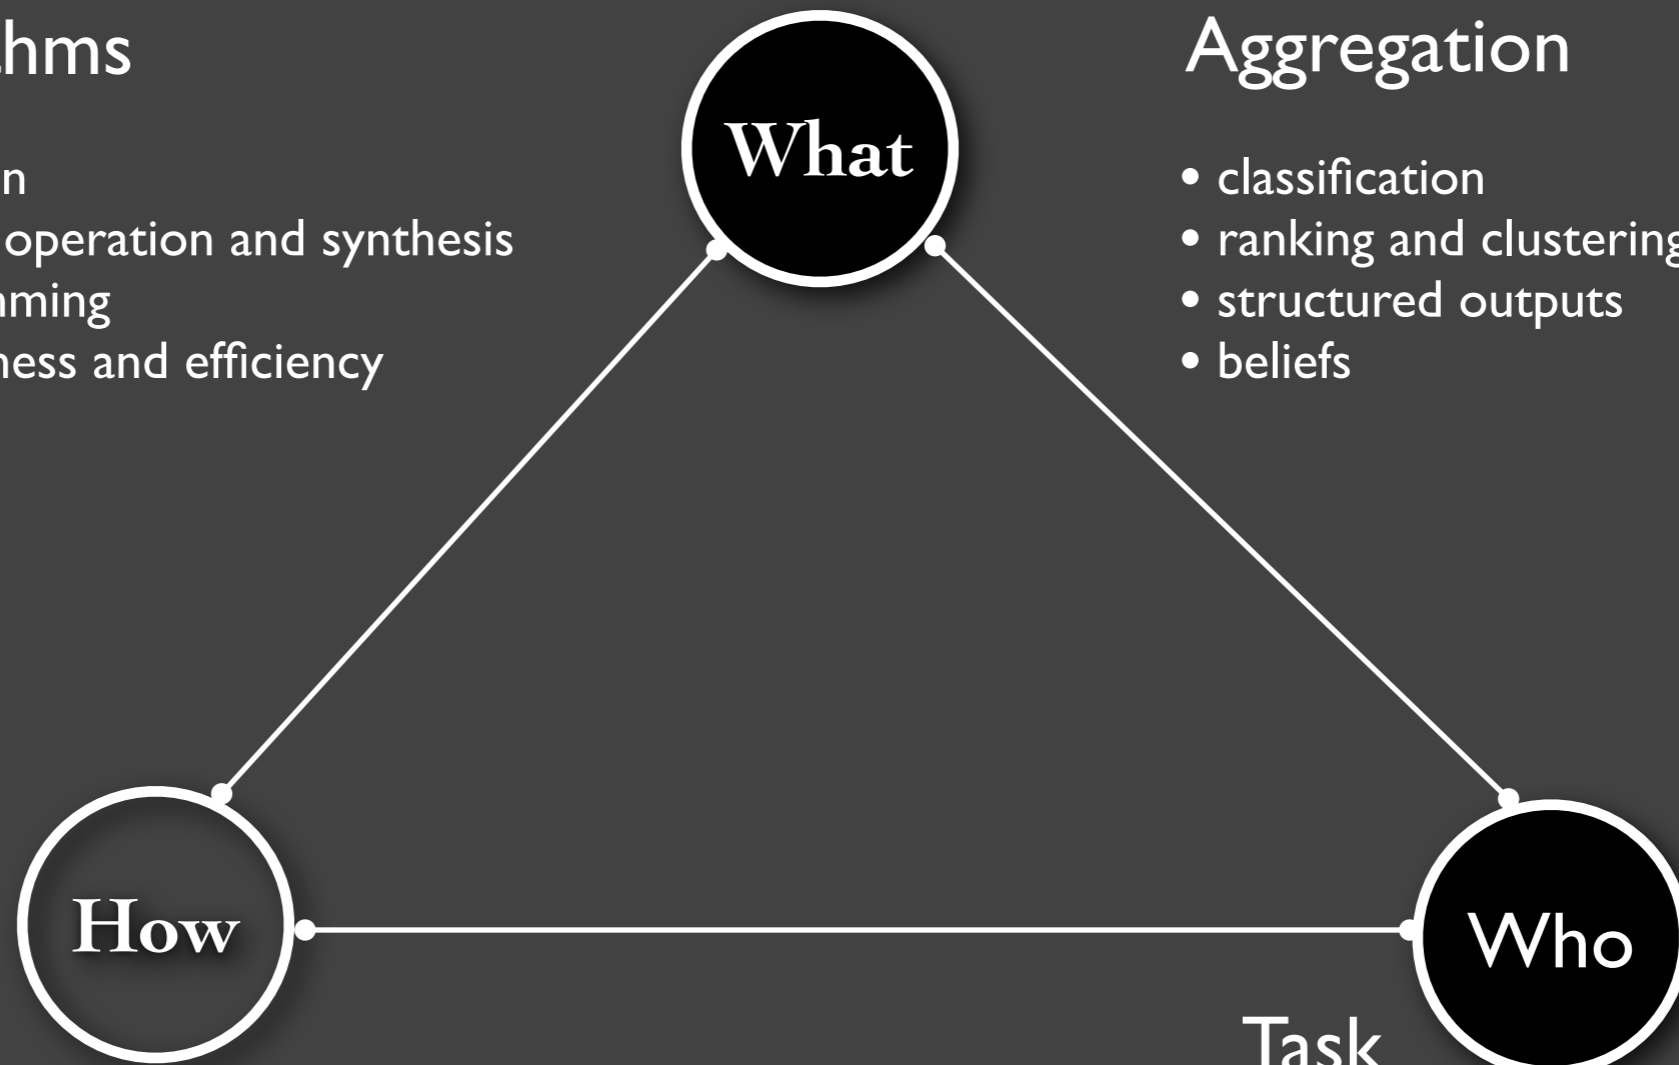 hms
n
operation and synthesis
mming
ness and efficiency
What
Aggregation
• classification
• ranking and clustering
• structured outputs
• beliefs
How
Who
Task